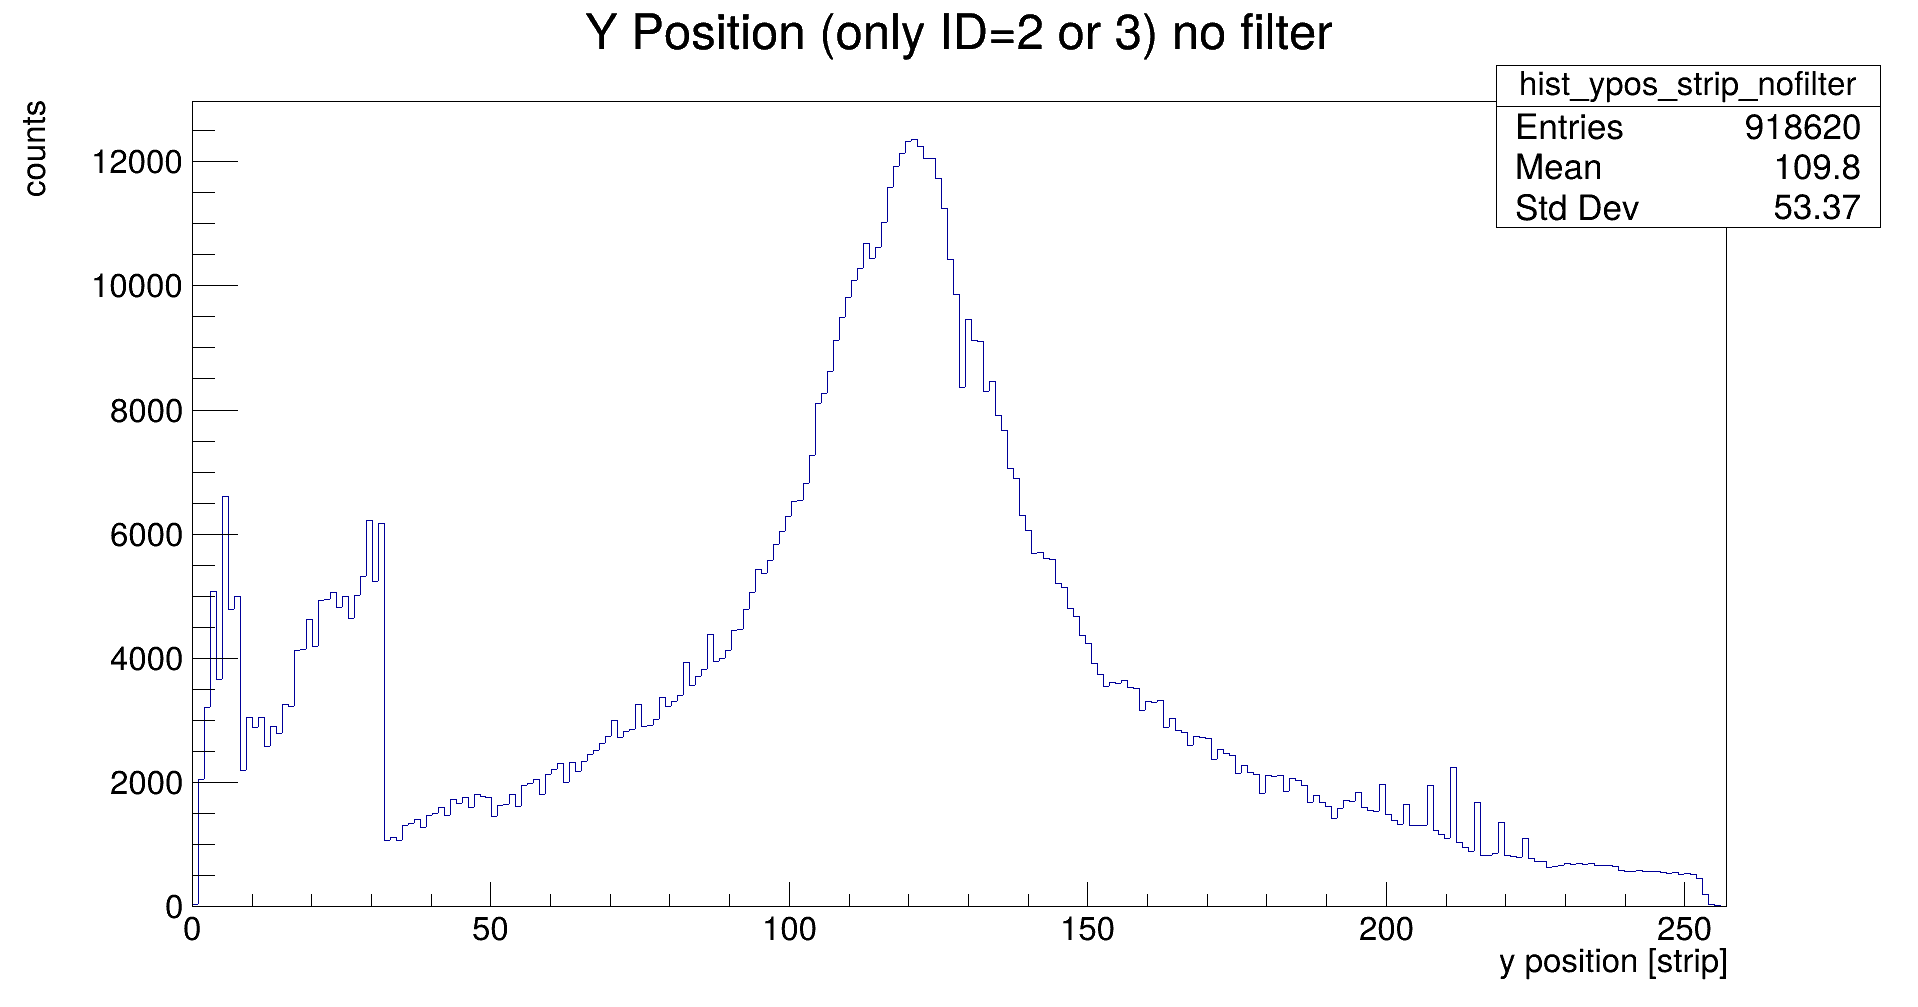 Y Position (only ID=2 or 3) no filter
hist_ypos_strip_nofilter
Entries 918620
Mean 109.8
Std Dev 53.37
counts
12000
10000
8000
6000
4000
2000
0
0 50 100 150 200 250
y position [strip]